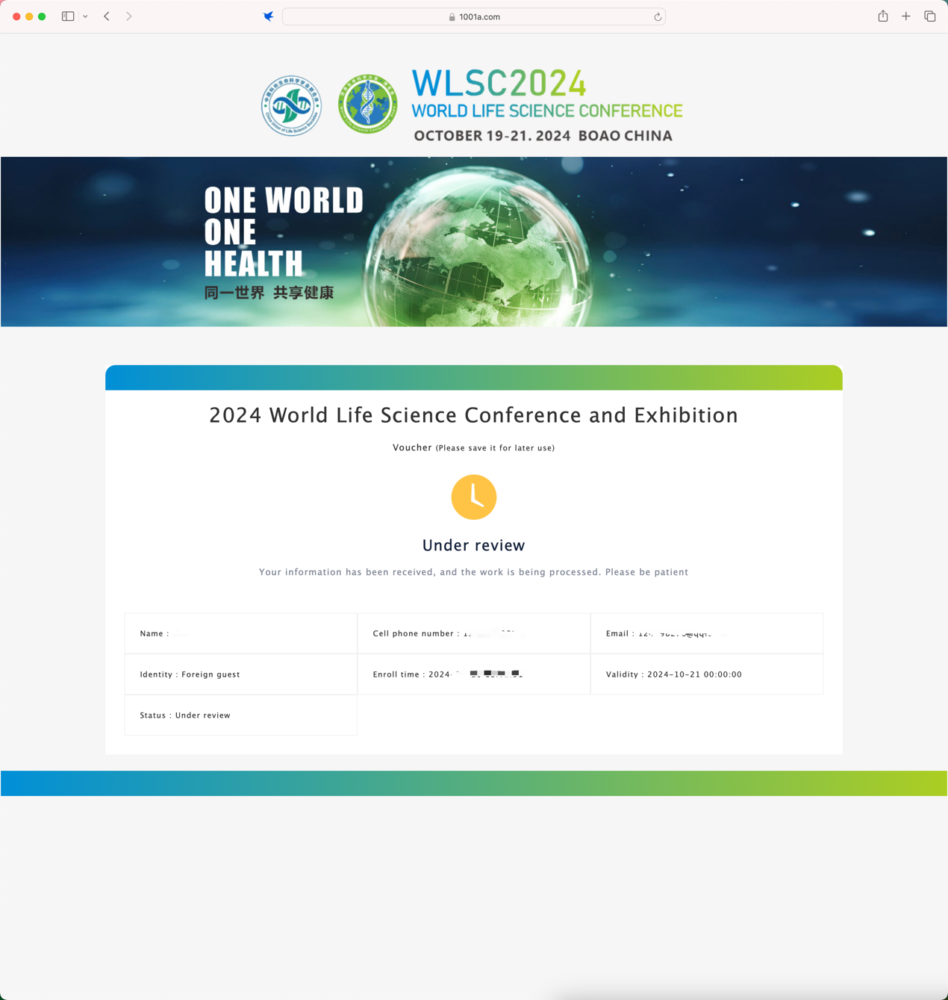 1001a.com
WLSC2024
WORLD LIFE SCIENCE CONFERENCE
OCTOBER 19-21. 2024 BOAO CHINA
ONE WORLD
ONE
HEALTH
同一世界 共享健康
2024 World Life Science Conference and Exhibition
Voucher (Please save it for later use)
Under review
Your information has been received, and the work is being processed. Please be patient
Name :
Cell phone number :
Email :
Identity : Foreign guest
Enroll time : 2024-
Validity : 2024-10-21 00:00:00
Status : Under review